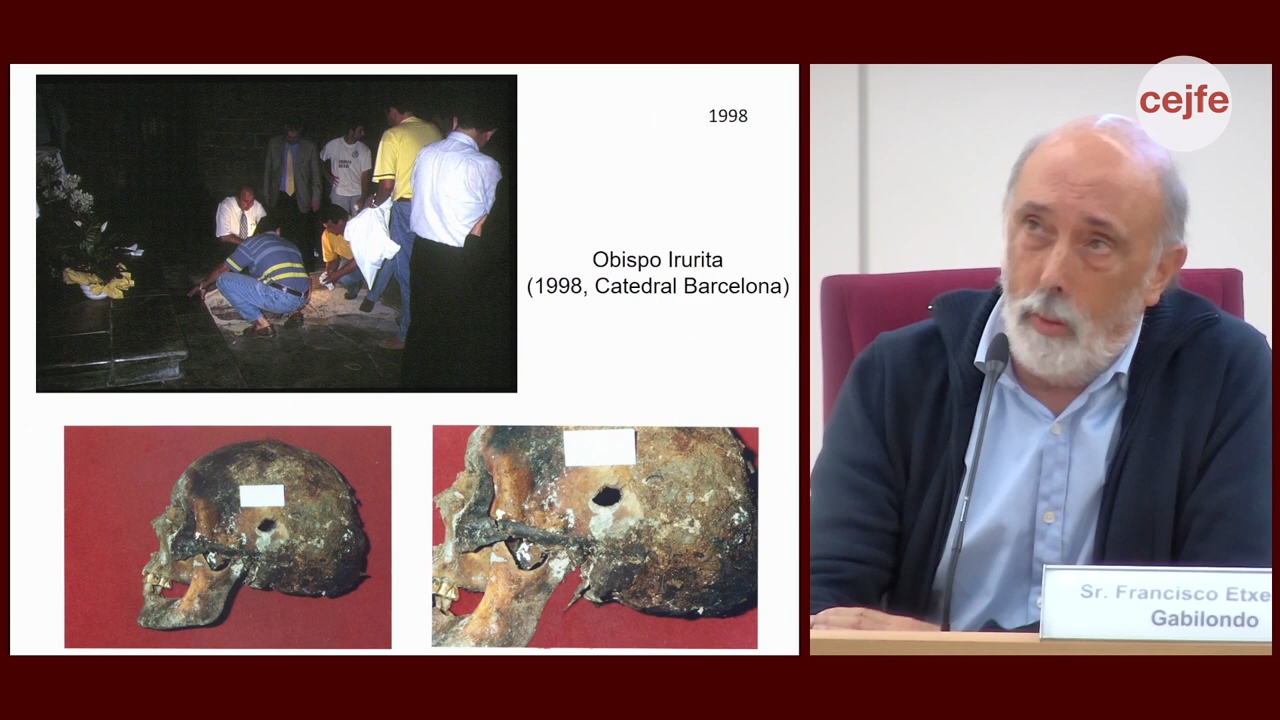 1998
Obispo Irurita
(1998, Catedral Barcelona)
cejfe
Sr. Francisco Etxe
Gabilondo